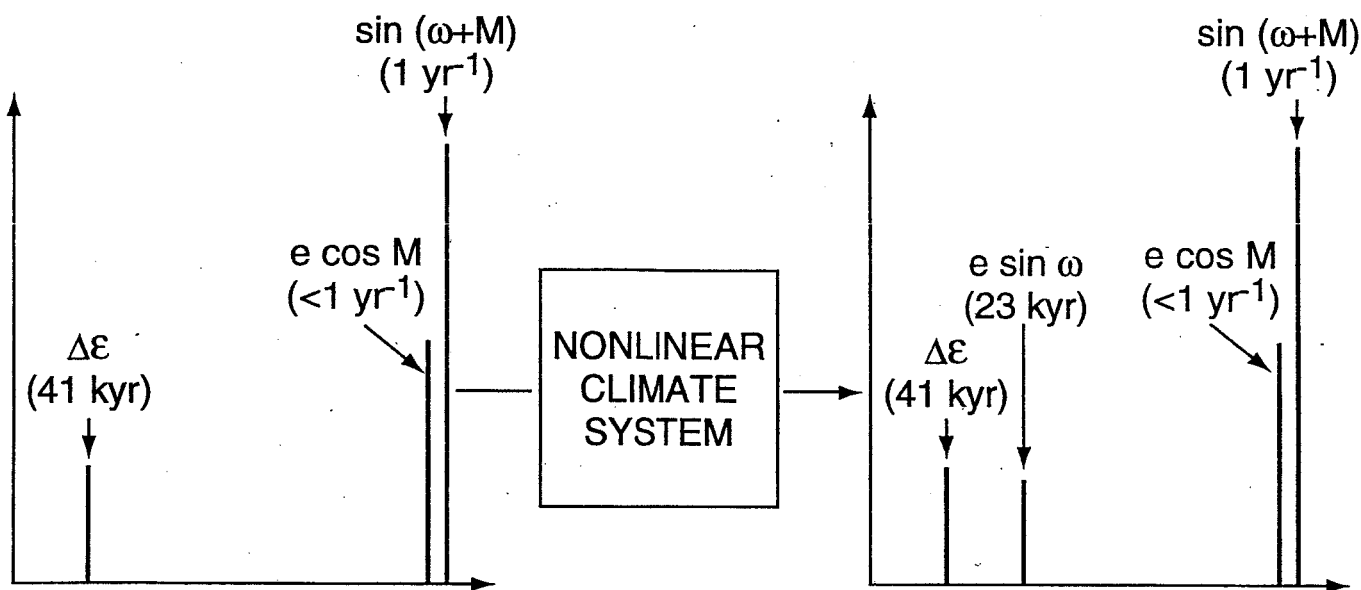 sin (ω+M)
(1 yr⁻¹)
e cos M
(<1 yr⁻¹)
Δε
(41 kyr)
NONLINEAR
CLIMATE
SYSTEM
sin (ω+M)
(1 yr⁻¹)
e sin ω
(23 kyr)
e cos M
(<1 yr⁻¹)
Δε
(41 kyr)